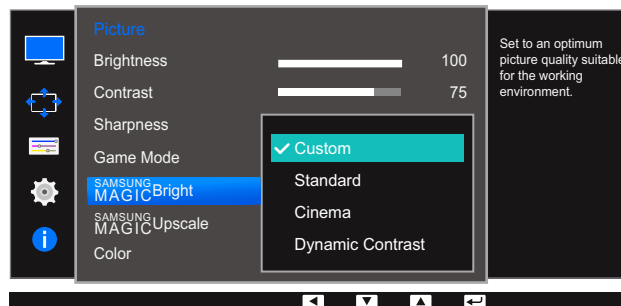 Picture
Brightness 100
Contrast 75
Sharpness
Game Mode
SAMSUNG MAGIC Bright
SAMSUNG MAGIC Upscale
Color
Custom
Standard
Cinema
Dynamic Contrast
Set to an optimum
picture quality suitable
for the working
environment.